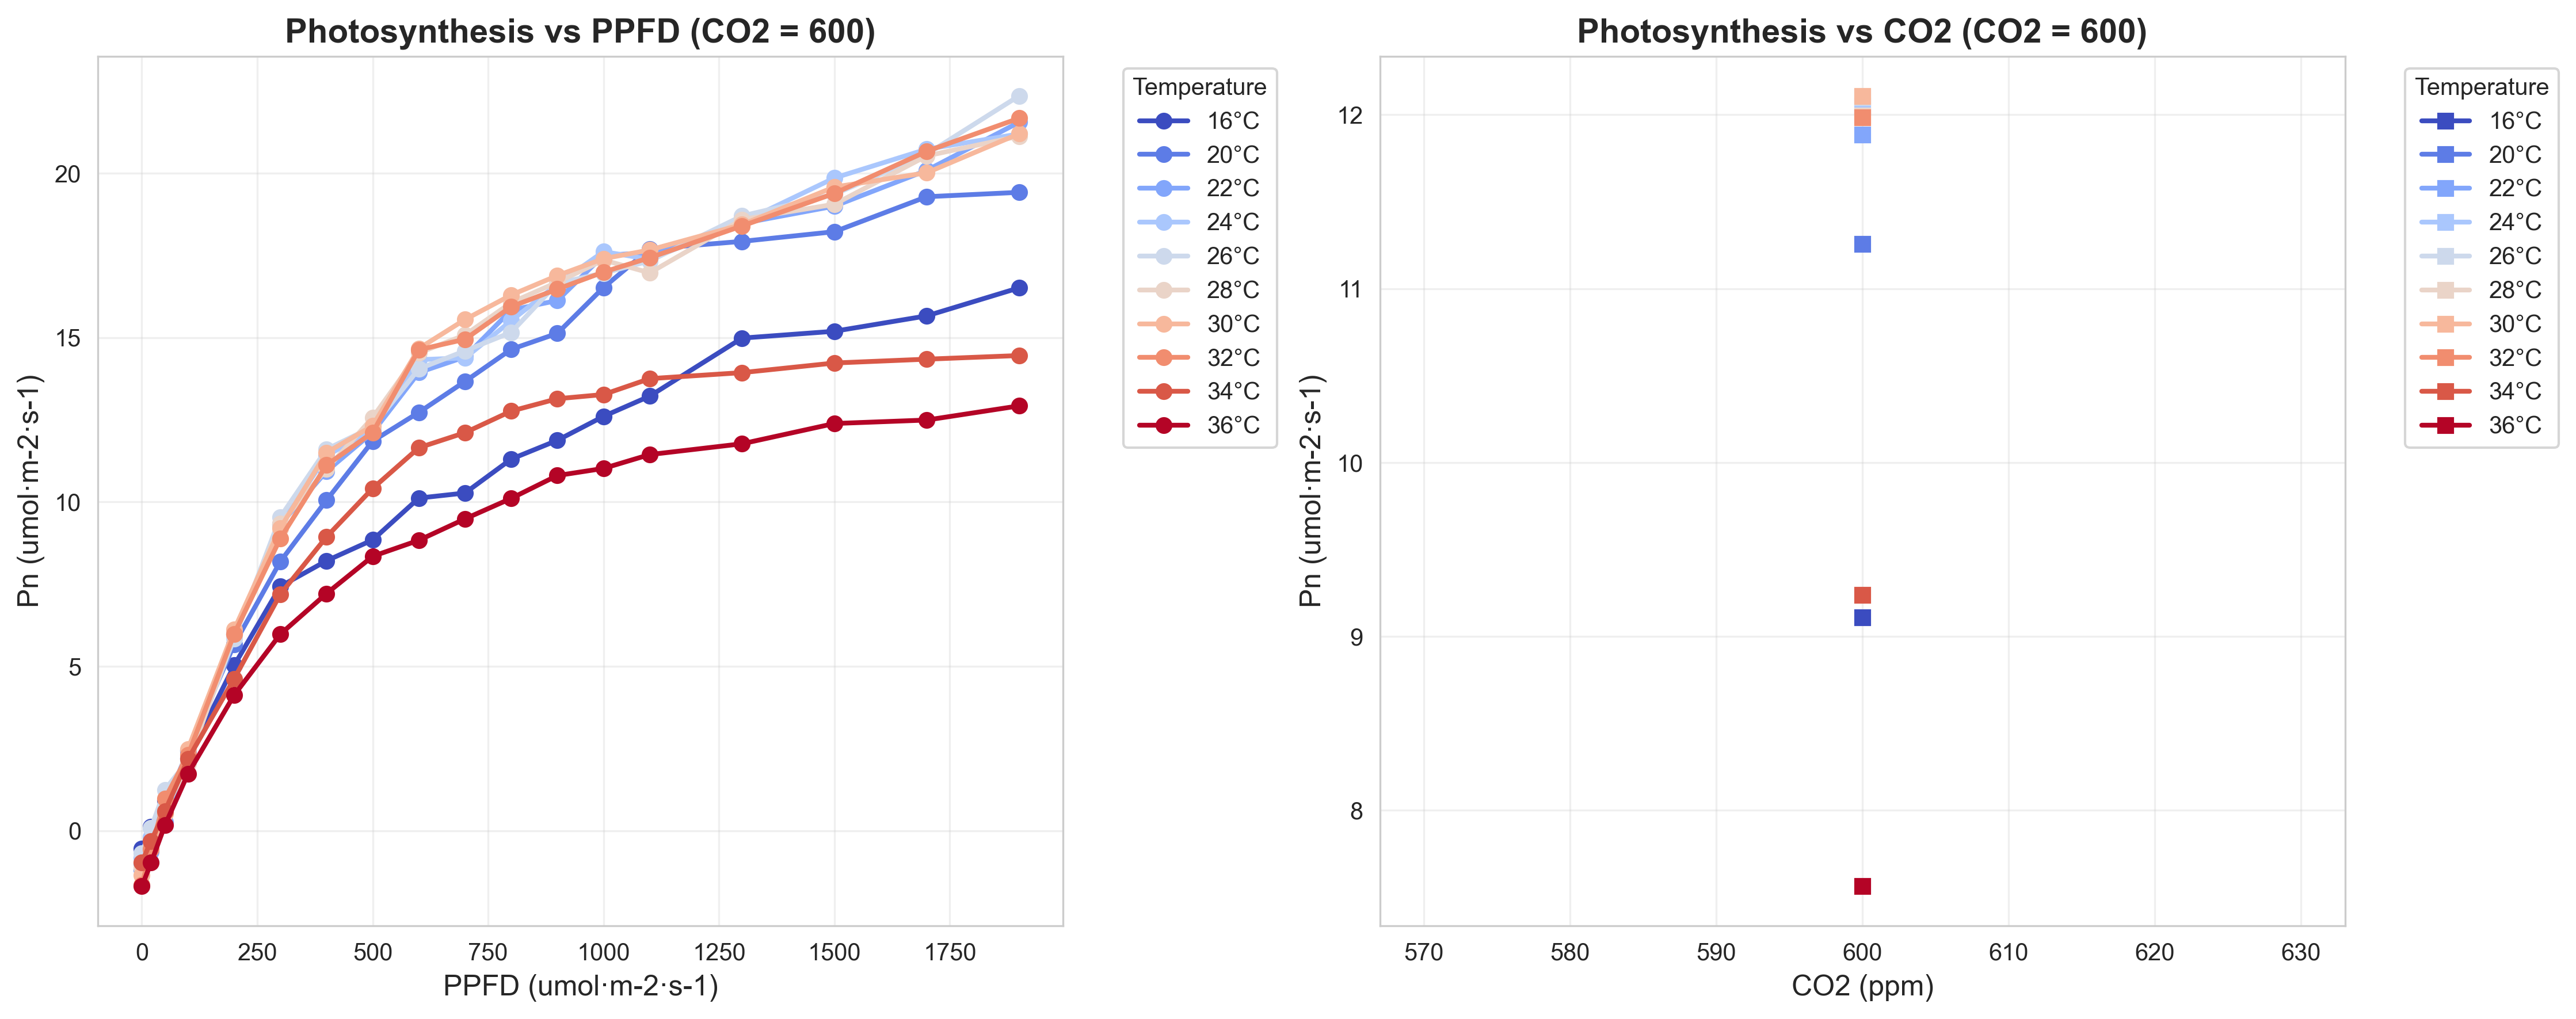 Photosynthesis vs PPFD (CO2 = 600)
Pn (umol·m-2·s-1)
20
15
10
5
0
0 250 500 750 1000 1250 1500 1750
PPFD (umol·m-2·s-1)
Temperature
16°C
20°C
22°C
24°C
26°C
28°C
30°C
32°C
34°C
36°C
Photosynthesis vs CO2 (CO2 = 600)
Pn (umol·m-2·s-1)
12
11
10
9
8
570 580 590 600 610 620 630
CO2 (ppm)
Temperature
16°C
20°C
22°C
24°C
26°C
28°C
30°C
32°C
34°C
36°C